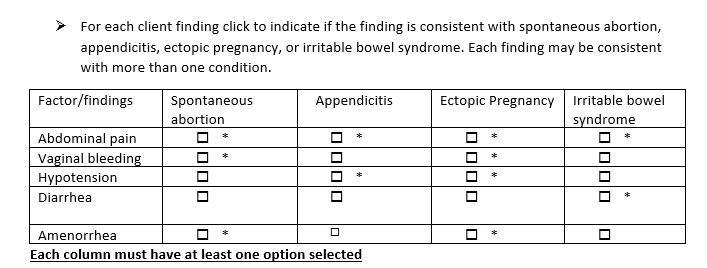 ➤ For each client finding click to indicate if the finding is consistent with spontaneous abortion,
appendicitis, ectopic pregnancy, or irritable bowel syndrome. Each finding may be consistent
with more than one condition.
Factor/findings Spontaneous abortion Appendicitis Ectopic Pregnancy Irritable bowel syndrome
Abdominal pain ☐ * ☐ * ☐ * ☐ *
Vaginal bleeding ☐ * ☐ ☐ * ☐
Hypotension ☐ ☐ * ☐ * ☐
Diarrhea ☐ ☐ ☐ ☐ *
Amenorrhea ☐ * ☐ ☐ * ☐
Each column must have at least one option selected